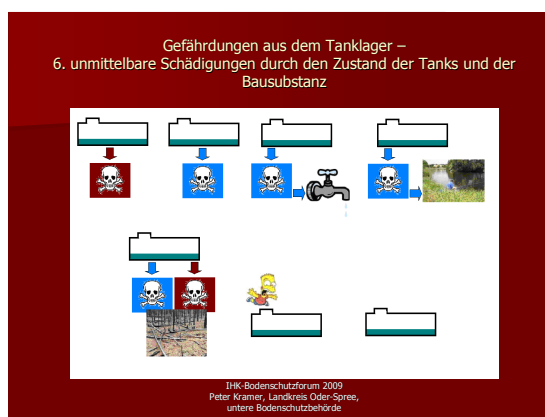 Gefährdungen aus dem Tanklager –
6. unmittelbare Schädigungen durch den Zustand der Tanks und der
Bausubstanz
IHK-Bodenschutzforum 2009
Peter Kramer, Landkreis Oder-Spree,
untere Bodenschutzbehörde